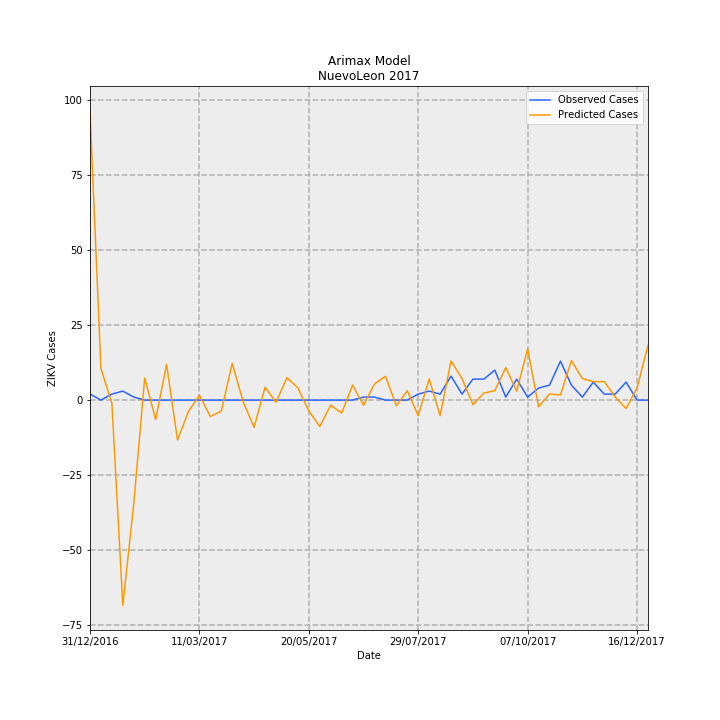 Arimax Model
NuevoLeon 2017
Observed Cases
Predicted Cases
100
75
50
25
0
−25
−50
−75
ZIKV Cases
31/12/2016 11/03/2017 20/05/2017 29/07/2017 07/10/2017 16/12/2017
Date